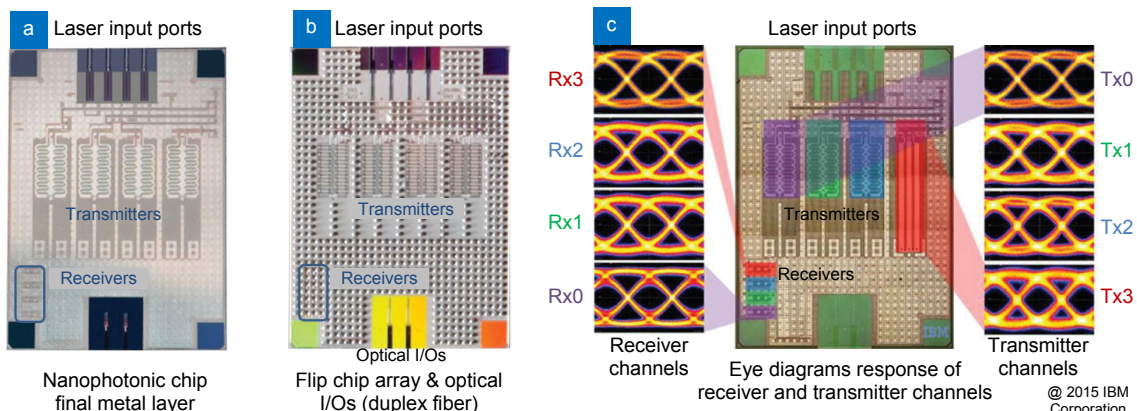 a
Laser input ports
Transmitters
Receivers
Nanophotonic chip
final metal layer
b
Laser input ports
Transmitters
Receivers
Optical I/Os
Flip chip array & optical
I/Os (duplex fiber)
c
Laser input ports
Rx3
Rx2
Rx1
Rx0
Receiver
channels
Transmitters
Receivers
IBM
Eye diagrams response of
receiver and transmitter channels
Tx0
Tx1
Tx2
Tx3
Transmitter
channels
@ 2015 IBM
Corporation